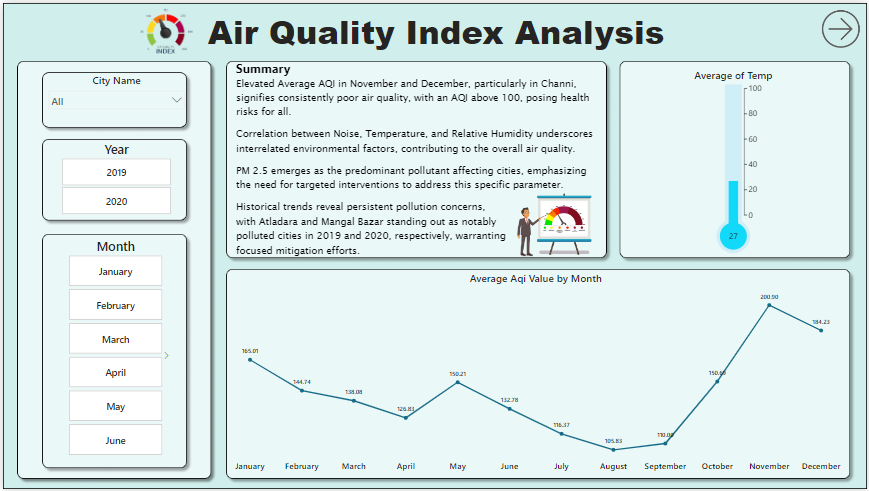 Air Quality Index Analysis
INDEX
City Name
All
Year
2019
2020
Month
January
February
March
April
May
June
Summary
Elevated Average AQI in November and December, particularly in Channi,
signifies consistently poor air quality, with an AQI above 100, posing health
risks for all.
Correlation between Noise, Temperature, and Relative Humidity underscores
interrelated environmental factors, contributing to the overall air quality.
PM 2.5 emerges as the predominant pollutant affecting cities, emphasizing
the need for targeted interventions to address this specific parameter.
Historical trends reveal persistent pollution concerns,
with Atladara and Mangal Bazar standing out as notably
polluted cities in 2019 and 2020, respectively, warranting
focused mitigation efforts.
Average of Temp
100
80
60
40
20
0
27
Average Aqi Value by Month
165.01
144.74
138.08
126.83
150.21
132.78
116.37
105.83
110.00
200.90
184.23
January February March April May June July August September October November December